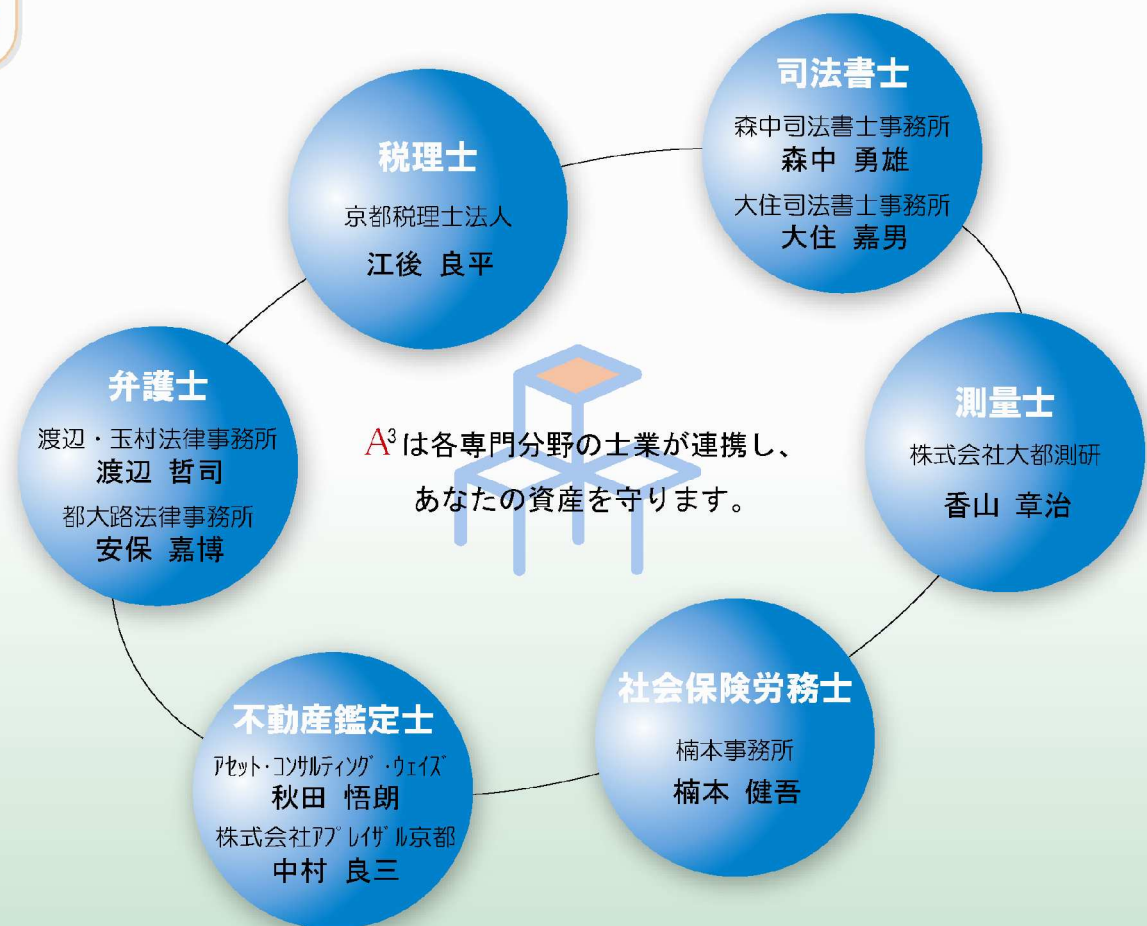 税理士
京都税理士法人
江後 良平
司法書士
森中司法書士事務所
森中 勇雄
大住司法書士事務所
大住 嘉男
弁護士
渡辺・玉村法律事務所
渡辺 哲司
都大路法律事務所
安保 嘉博
A³は各専門分野の士業が連携し、
あなたの資産を守ります。
測量士
株式会社大都測研
香山 章治
不動産鑑定士
ｱｾｯﾄ・ｺﾝｻﾙﾃｨﾝｸﾞ・ｳｪｲｽﾞ
秋田 悟朗
株式会社ｱﾌﾟﾚｲｻﾞﾙ京都
中村 良三
社会保険労務士
楠本事務所
楠本 健吾